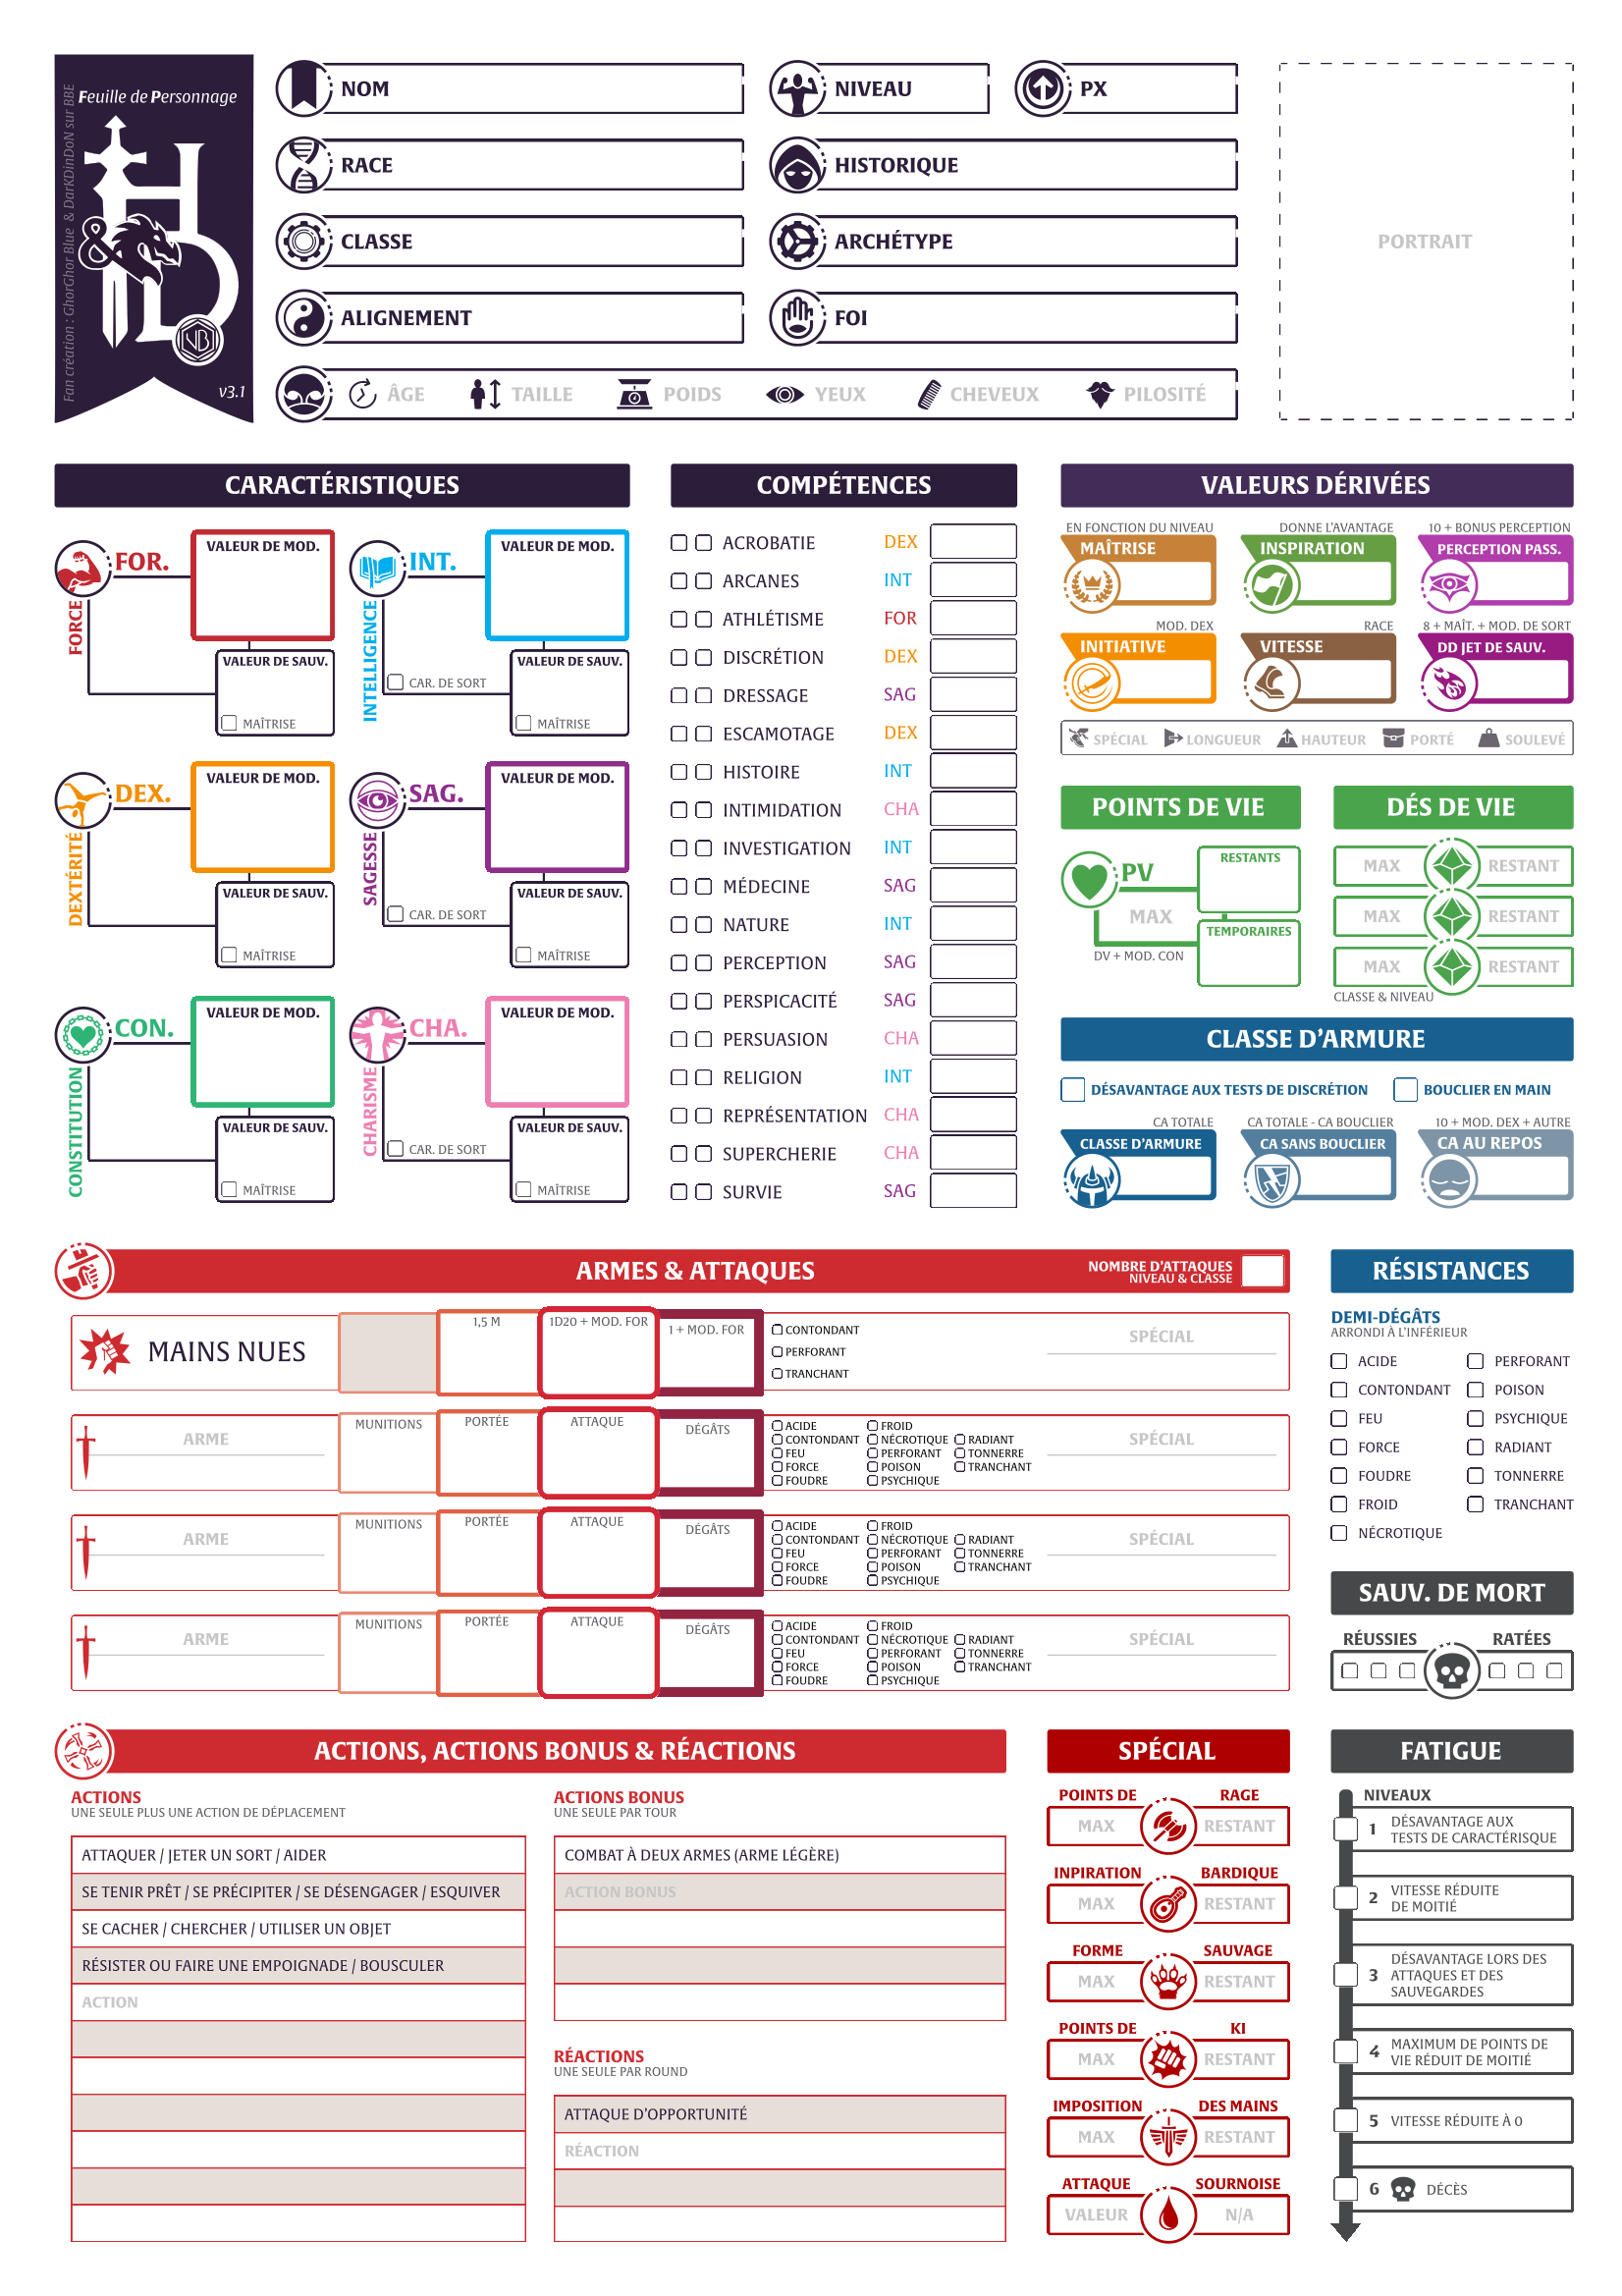 Feuille de Personnage
Fan création : GhorGhor Blue & DarKDinDoN sur BBE
H&D
VB
v3.1
NOM
NIVEAU
PX
RACE
HISTORIQUE
CLASSE
ARCHÉTYPE
ALIGNEMENT
FOI
ÂGE TAILLE POIDS YEUX CHEVEUX PILOSITÉ
PORTRAIT
CARACTÉRISTIQUES
FOR.
FORCE
VALEUR DE MOD.
VALEUR DE SAUV.
MAÎTRISE
INT.
INTELLIGENCE
VALEUR DE MOD.
CAR. DE SORT
VALEUR DE SAUV.
MAÎTRISE
DEX.
DEXTÉRITÉ
VALEUR DE MOD.
VALEUR DE SAUV.
MAÎTRISE
SAG.
SAGESSE
VALEUR DE MOD.
CAR. DE SORT
VALEUR DE SAUV.
MAÎTRISE
CON.
CONSTITUTION
VALEUR DE MOD.
VALEUR DE SAUV.
MAÎTRISE
CHA.
CHARISME
VALEUR DE MOD.
CAR. DE SORT
VALEUR DE SAUV.
MAÎTRISE
COMPÉTENCES
ACROBATIE DEX
ARCANES INT
ATHLÉTISME FOR
DISCRÉTION DEX
DRESSAGE SAG
ESCAMOTAGE DEX
HISTOIRE INT
INTIMIDATION CHA
INVESTIGATION INT
MÉDECINE SAG
NATURE INT
PERCEPTION SAG
PERSPICACITÉ SAG
PERSUASION CHA
RELIGION INT
REPRÉSENTATION CHA
SUPERCHERIE CHA
SURVIE SAG
VALEURS DÉRIVÉES
EN FONCTION DU NIVEAU
MAÎTRISE
DONNE L'AVANTAGE
INSPIRATION
10 + BONUS PERCEPTION
PERCEPTION PASS.
MOD. DEX
INITIATIVE
RACE
VITESSE
8 + MAÎT. + MOD. DE SORT
DD JET DE SAUV.
SPÉCIAL LONGUEUR HAUTEUR PORTÉ SOULEVÉ
POINTS DE VIE
PV
MAX
DV + MOD. CON
RESTANTS
TEMPORAIRES
DÉS DE VIE
MAX RESTANT
MAX RESTANT
MAX RESTANT
CLASSE & NIVEAU
CLASSE D'ARMURE
DÉSAVANTAGE AUX TESTS DE DISCRÉTION
BOUCLIER EN MAIN
CA TOTALE
CLASSE D'ARMURE
CA TOTALE - CA BOUCLIER
CA SANS BOUCLIER
10 + MOD. DEX + AUTRE
CA AU REPOS
ARMES & ATTAQUES
NOMBRE D'ATTAQUES
NIVEAU & CLASSE
MAINS NUES
1,5 M
1D20 + MOD. FOR
1 + MOD. FOR
CONTONDANT
PERFORANT
TRANCHANT
SPÉCIAL
ARME
MUNITIONS
PORTÉE
ATTAQUE
DÉGÂTS
ACIDE FROID
CONTONDANT NÉCROTIQUE RADIANT
FEU PERFORANT TONNERRE
FORCE POISON TRANCHANT
FOUDRE PSYCHIQUE
SPÉCIAL
ARME
MUNITIONS
PORTÉE
ATTAQUE
DÉGÂTS
ACIDE FROID
CONTONDANT NÉCROTIQUE RADIANT
FEU PERFORANT TONNERRE
FORCE POISON TRANCHANT
FOUDRE PSYCHIQUE
SPÉCIAL
ARME
MUNITIONS
PORTÉE
ATTAQUE
DÉGÂTS
ACIDE FROID
CONTONDANT NÉCROTIQUE RADIANT
FEU PERFORANT TONNERRE
FORCE POISON TRANCHANT
FOUDRE PSYCHIQUE
SPÉCIAL
RÉSISTANCES
DEMI-DÉGÂTS
ARRONDI À L'INFÉRIEUR
ACIDE PERFORANT
CONTONDANT POISON
FEU PSYCHIQUE
FORCE RADIANT
FOUDRE TONNERRE
FROID TRANCHANT
NÉCROTIQUE
SAUV. DE MORT
RÉUSSIES RATÉES
ACTIONS, ACTIONS BONUS & RÉACTIONS
ACTIONS
UNE SEULE PLUS UNE ACTION DE DÉPLACEMENT
ATTAQUER / JETER UN SORT / AIDER
SE TENIR PRÊT / SE PRÉCIPITER / SE DÉSENGAGER / ESQUIVER
SE CACHER / CHERCHER / UTILISER UN OBJET
RÉSISTER OU FAIRE UNE EMPOIGNADE / BOUSCULER
ACTION
ACTIONS BONUS
UNE SEULE PAR TOUR
COMBAT À DEUX ARMES (ARME LÉGÈRE)
ACTION BONUS
RÉACTIONS
UNE SEULE PAR ROUND
ATTAQUE D'OPPORTUNITÉ
RÉACTION
SPÉCIAL
POINTS DE RAGE
MAX RESTANT
INPIRATION BARDIQUE
MAX RESTANT
FORME SAUVAGE
MAX RESTANT
POINTS DE KI
MAX RESTANT
IMPOSITION DES MAINS
MAX RESTANT
ATTAQUE SOURNOISE
VALEUR N/A
FATIGUE
NIVEAUX
1 DÉSAVANTAGE AUX
TESTS DE CARACTÉRISQUE
2 VITESSE RÉDUITE
DE MOITIÉ
3 DÉSAVANTAGE LORS DES
ATTAQUES ET DES
SAUVEGARDES
4 MAXIMUM DE POINTS DE
VIE RÉDUIT DE MOITIÉ
5 VITESSE RÉDUITE À 0
6 DÉCÈS